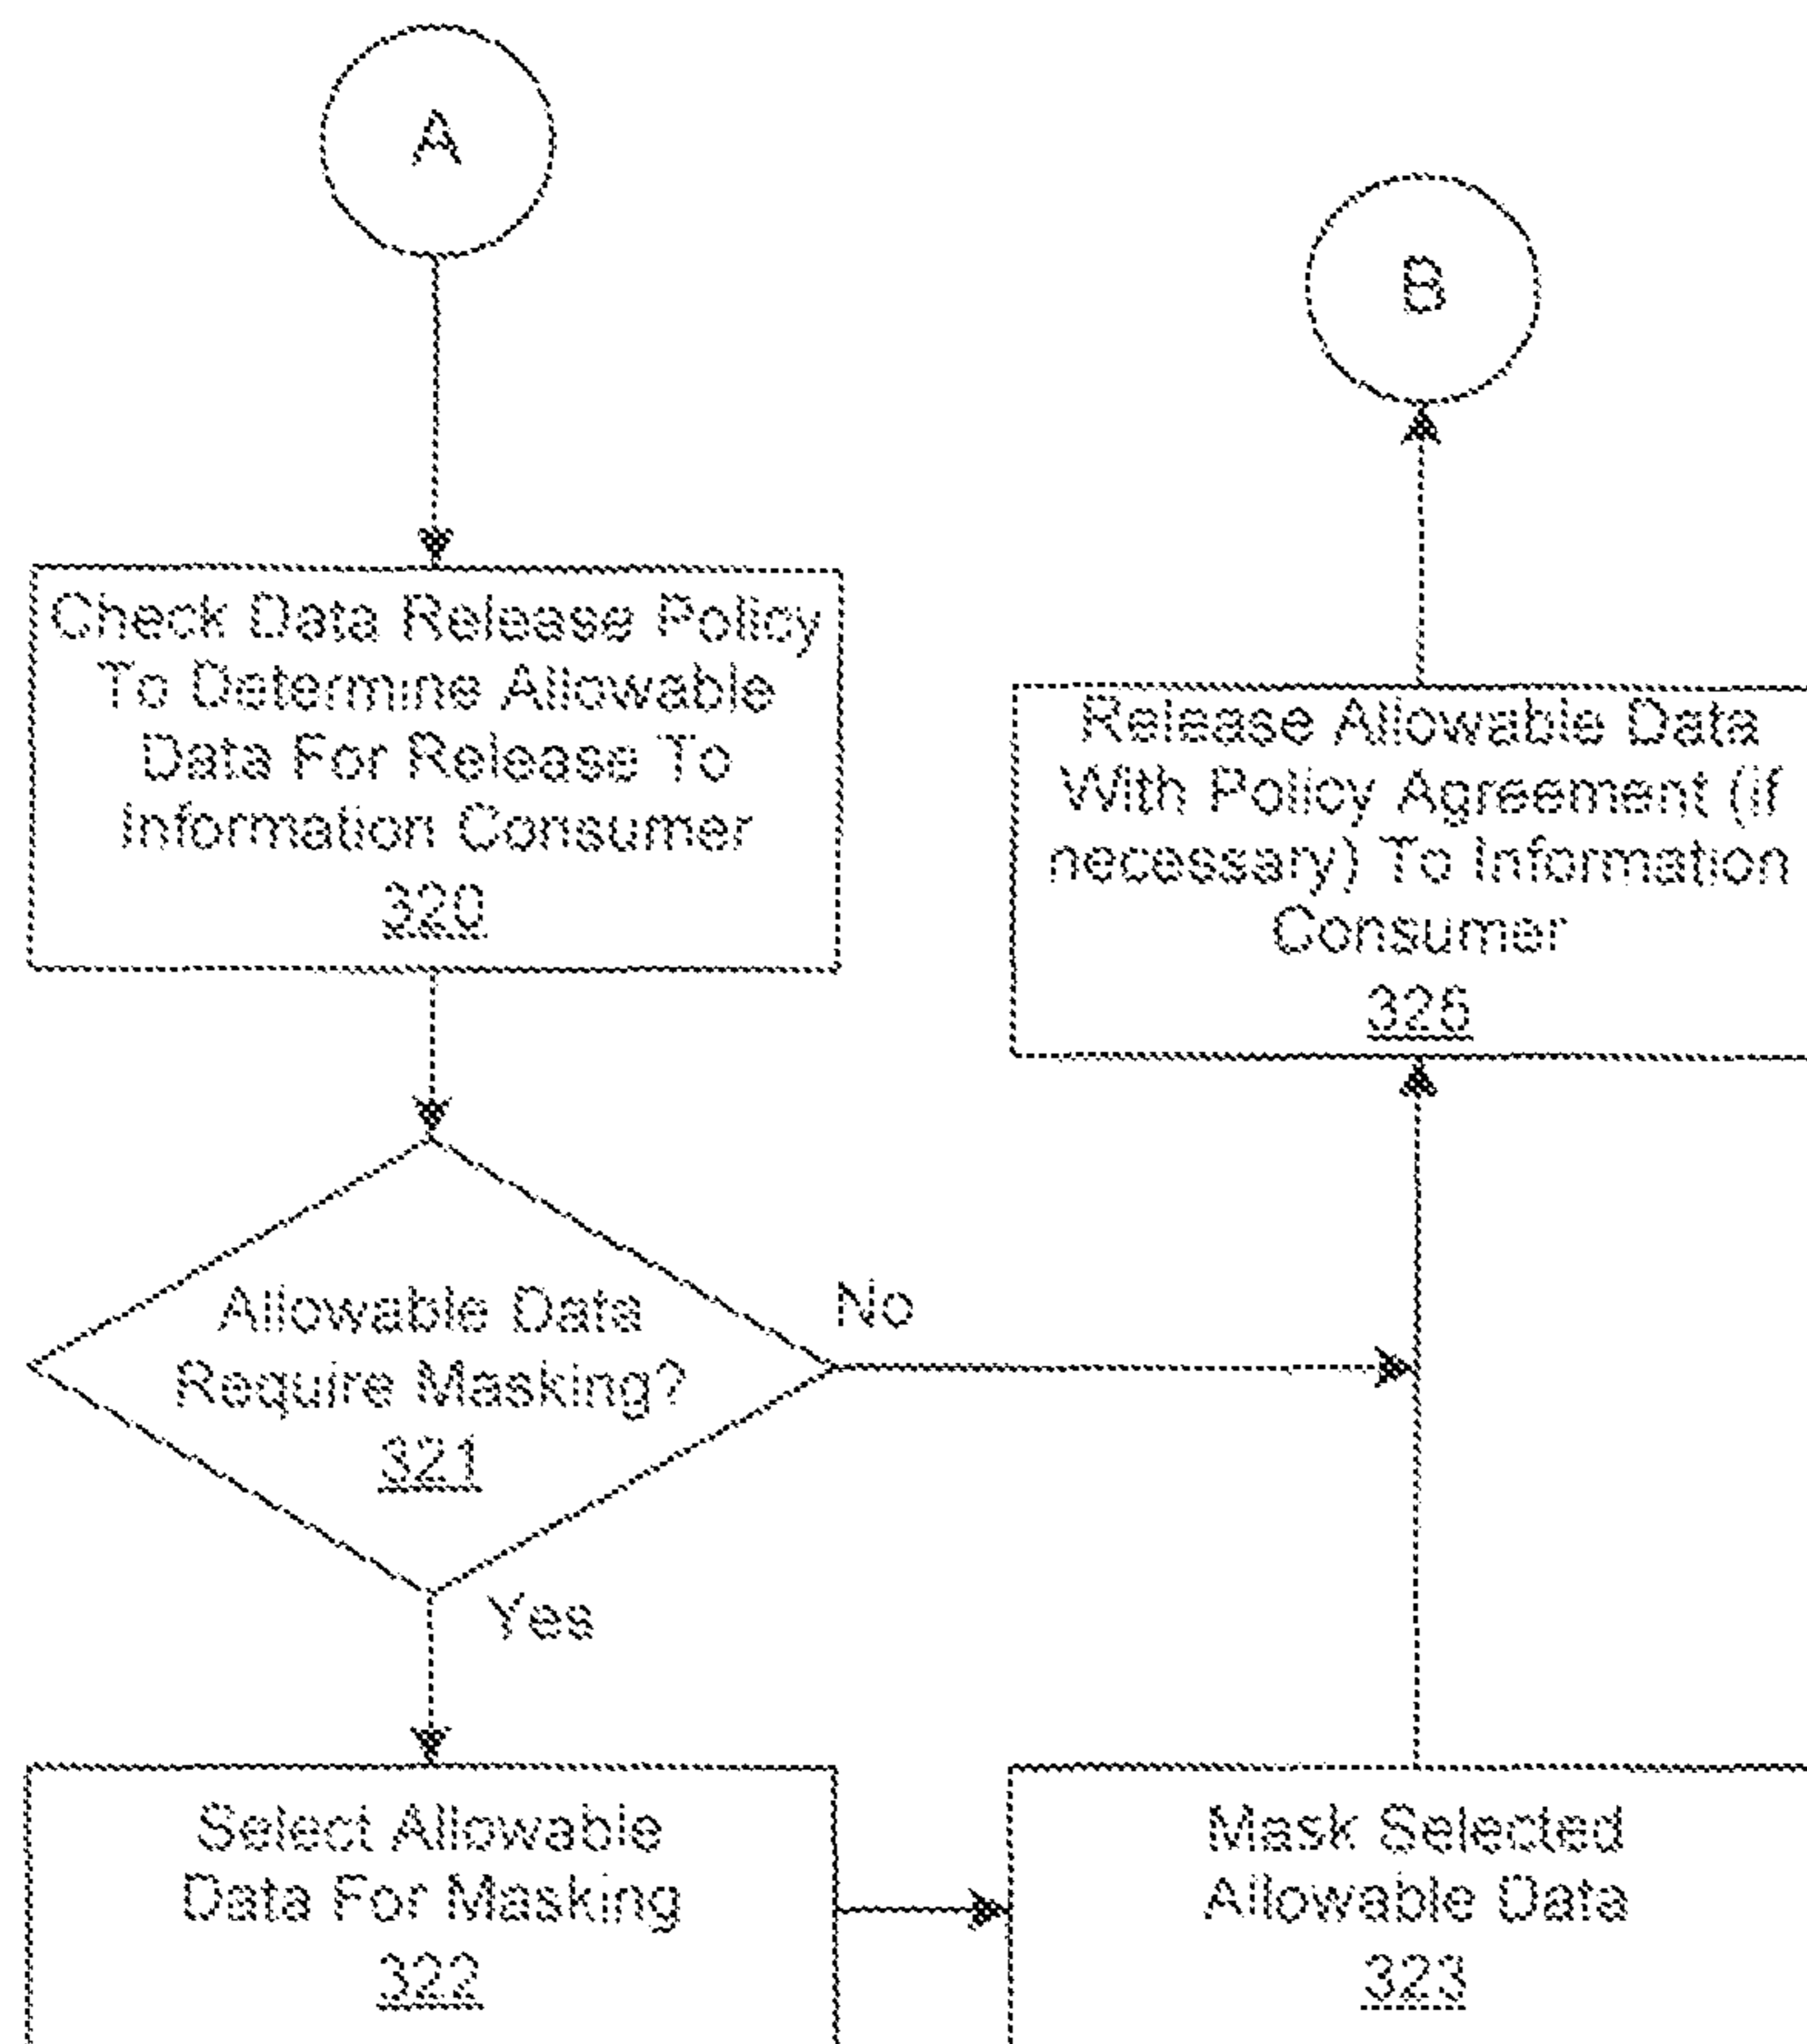 A
Check Data Release Policy
To Determine Allowable
Data For Release To
Information Consumer
320
Allowable Data
Require Masking?
321
No
Yes
Select Allowable
Data For Masking
322
Mask Selected
Allowable Data
323
Release Allowable Data
With Policy Agreement (if
necessary) To Information
Consumer
325
B